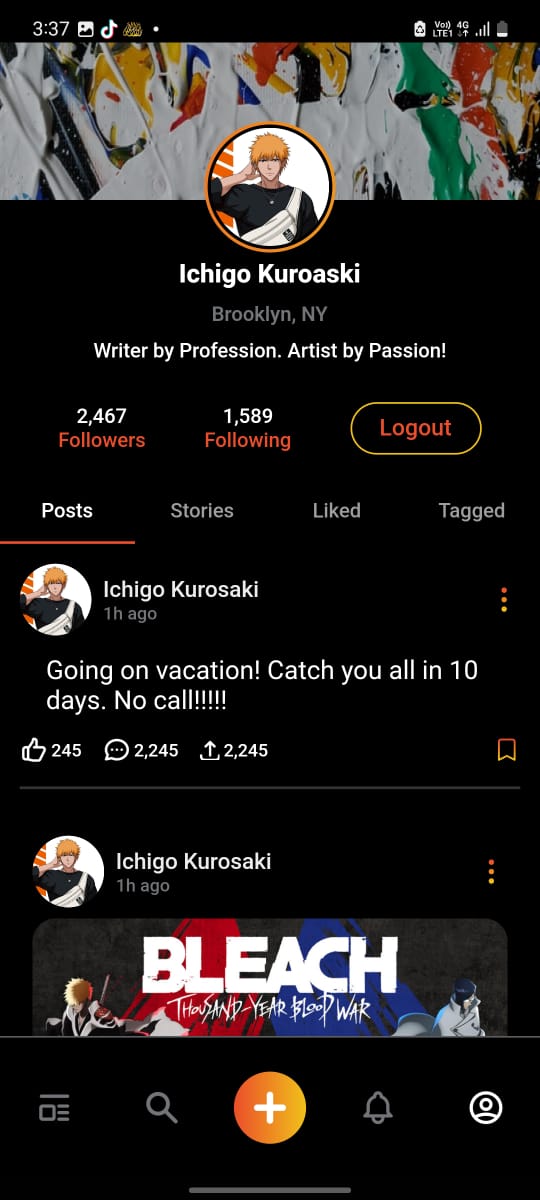 3:37
Vo)) 4G
LTE1
Ichigo Kuroaski
Brooklyn, NY
Writer by Profession. Artist by Passion!
2,467 1,589
Followers Following Logout
Posts Stories Liked Tagged
Ichigo Kurosaki
1h ago
Going on vacation! Catch you all in 10
days. No call!!!!!
245 2,245 2,245
Ichigo Kurosaki
1h ago
BLEACH
THOUSAND-YEAR BLOOD WAR